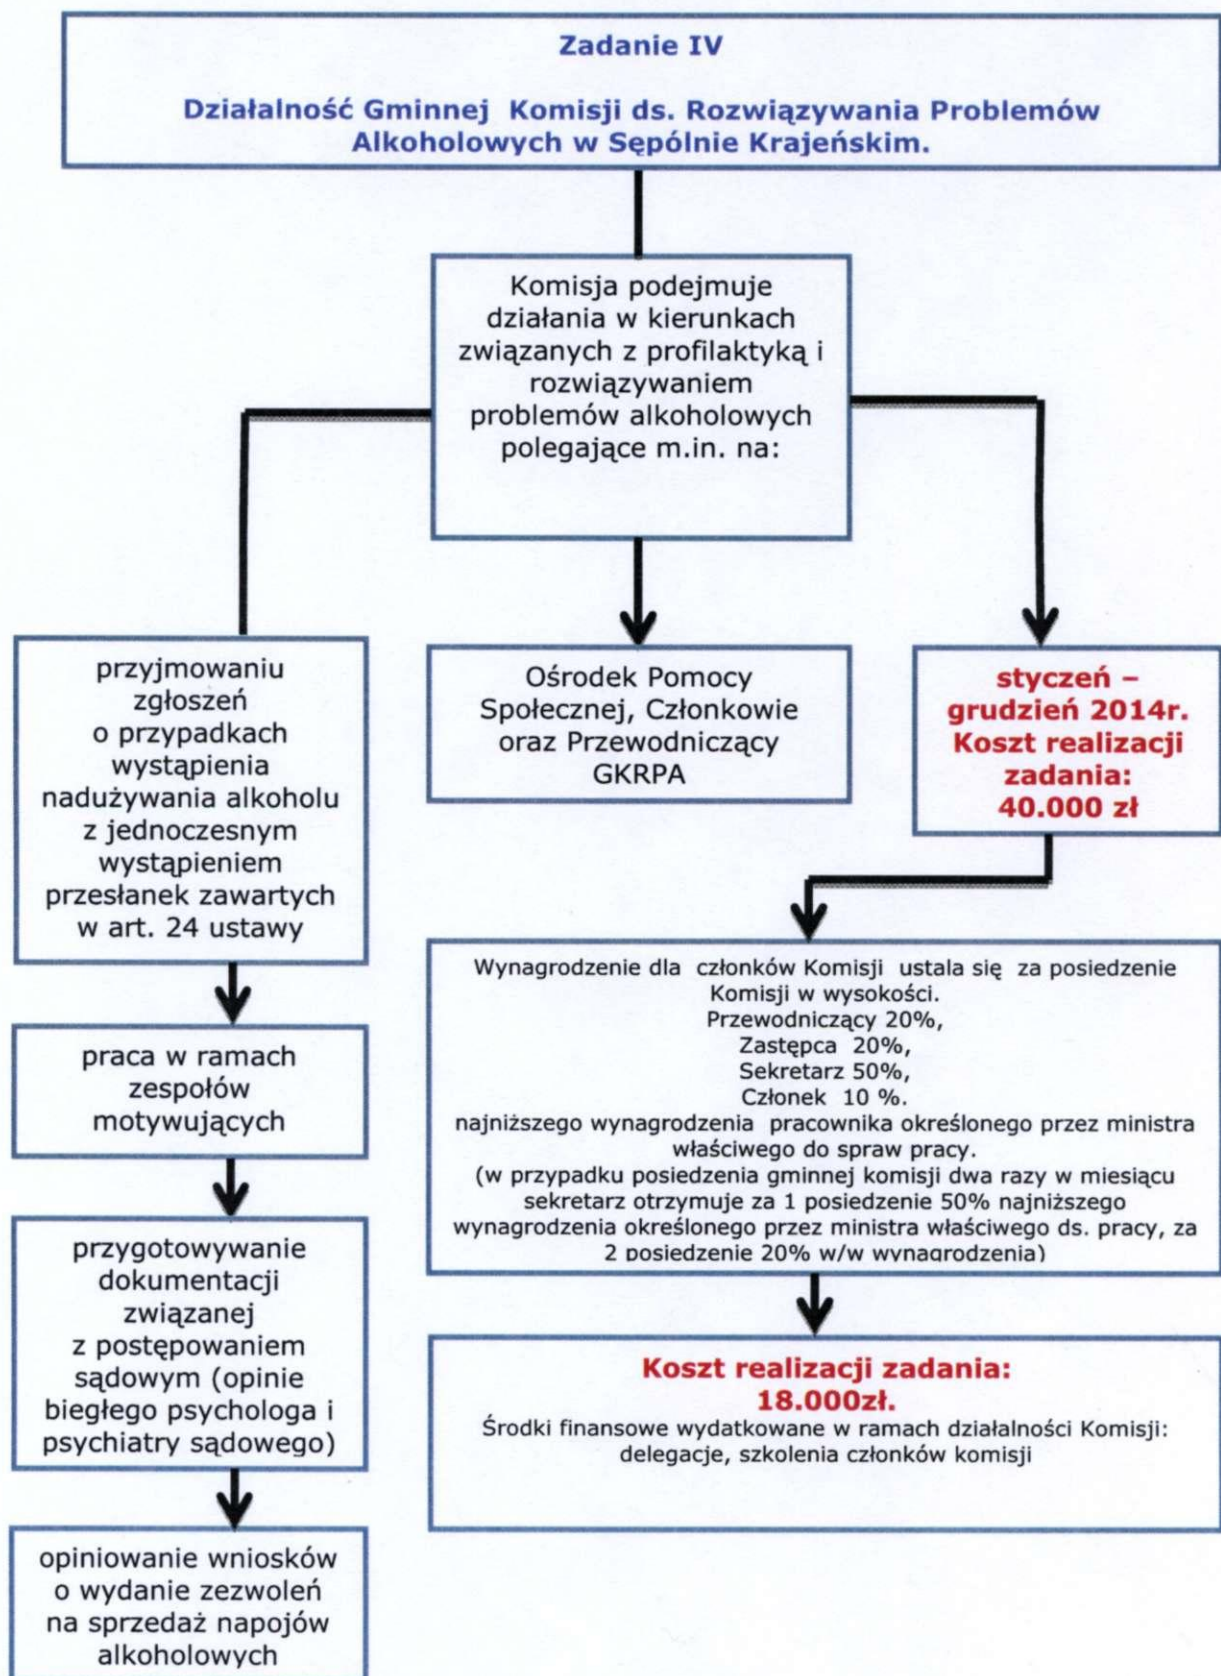 Zadanie IV
Działalność Gminnej Komisji ds. Rozwiązywania Problemów
Alkoholowych w Sępólnie Krajeńskim.
Komisja podejmuje
działania w kierunkach
związanych z profilaktyką i
rozwiązywaniem
problemów alkoholowych
polegające m.in. na:
przyjmowaniu
zgłoszeń
o przypadkach
wystąpienia
nadużywania alkoholu
z jednoczesnym
wystąpieniem
przesłanek zawartych
w art. 24 ustawy
praca w ramach
zespołów
motywujących
przygotowywanie
dokumentacji
związanej
z postępowaniem
sądowym (opinie
biegłego psychologa i
psychiatry sądowego)
opiniowanie wniosków
o wydanie zezwoleń
na sprzedaż napojów
alkoholowych
Ośrodek Pomocy
Społecznej, Członkowie
oraz Przewodniczący
GKRPA
styczeń –
grudzień 2014r.
Koszt realizacji
zadania:
40.000 zł
Wynagrodzenie dla członków Komisji ustala się za posiedzenie
Komisji w wysokości.
Przewodniczący 20%,
Zastępca 20%,
Sekretarz 50%,
Członek 10 %.
najniższego wynagrodzenia pracownika określonego przez ministra
właściwego do spraw pracy.
(w przypadku posiedzenia gminnej komisji dwa razy w miesiącu
sekretarz otrzymuje za 1 posiedzenie 50% najniższego
wynagrodzenia określonego przez ministra właściwego ds. pracy, za
2 posiedzenie 20% w/w wynagrodzenia)
Koszt realizacji zadania:
18.000zł.
Środki finansowe wydatkowane w ramach działalności Komisji:
delegacje, szkolenia członków komisji